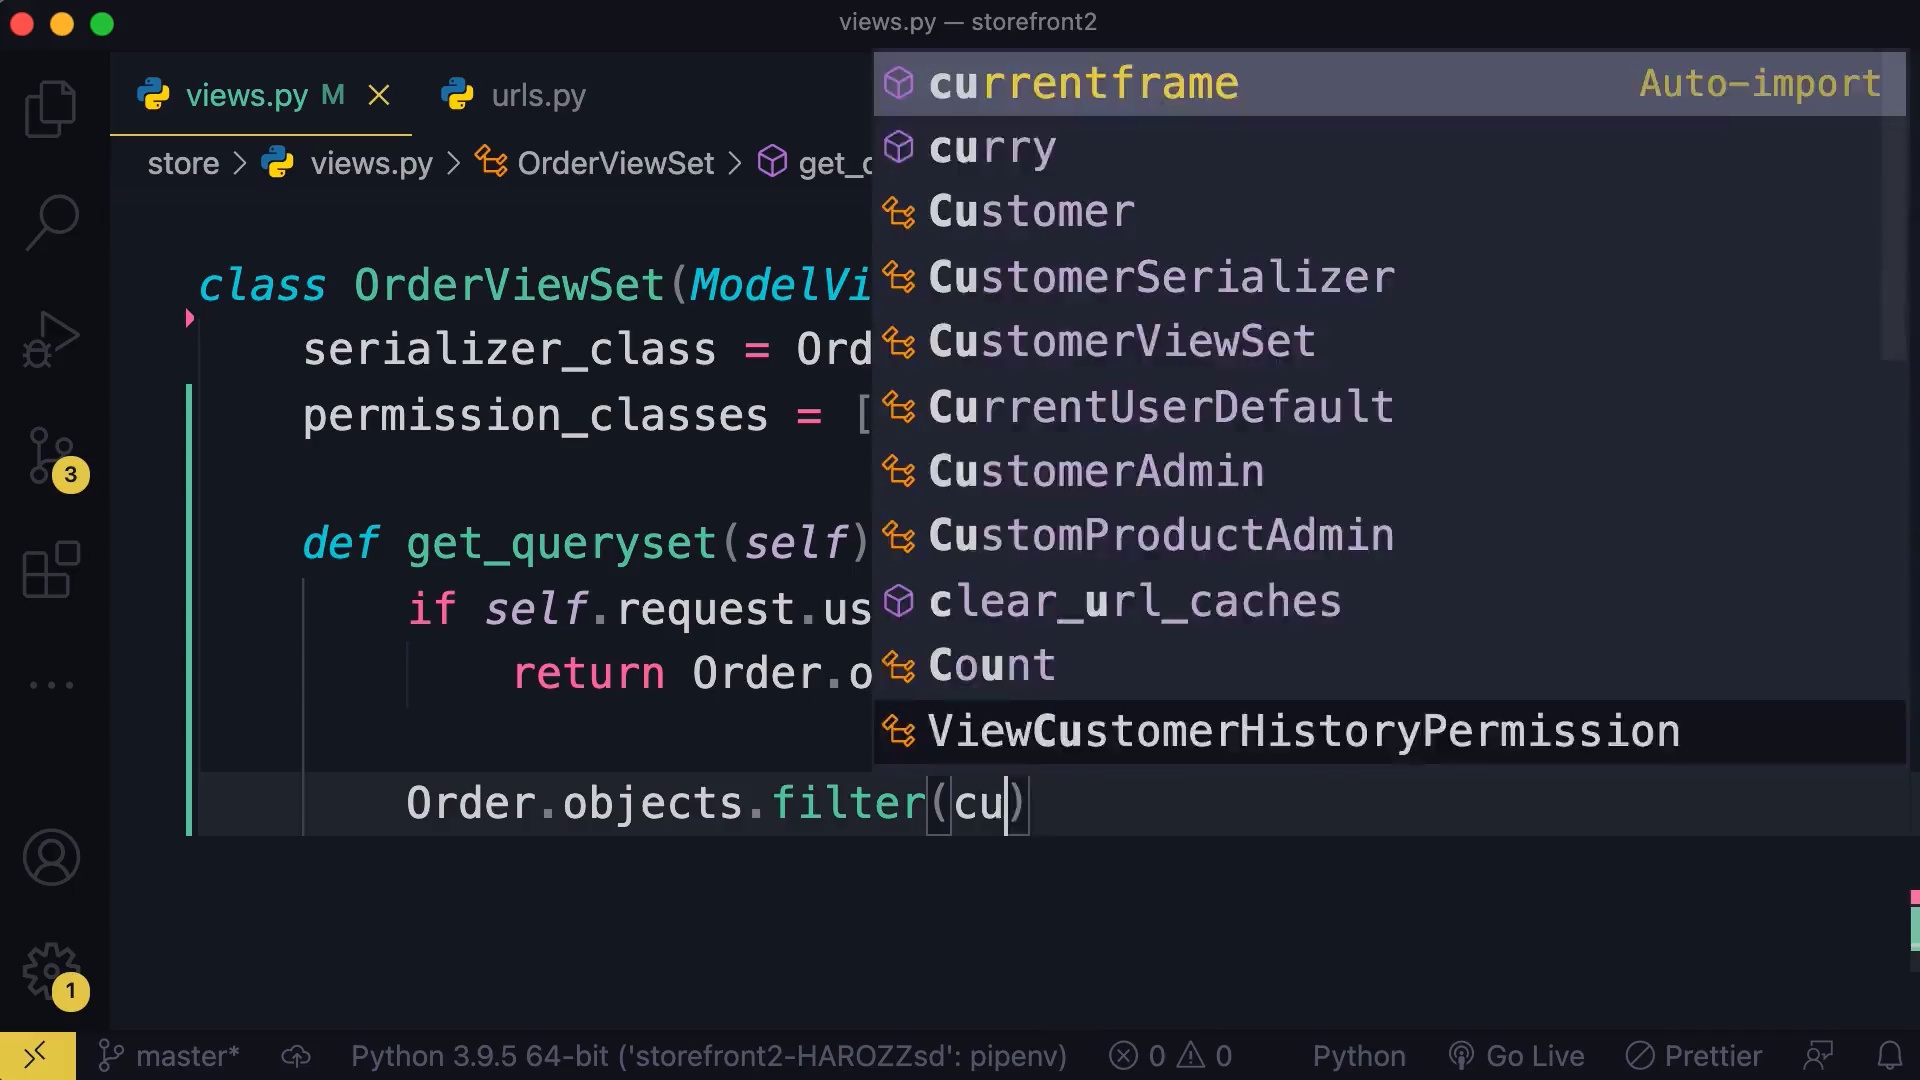 views.py — storefront2
views.py M
urls.py
store > views.py > OrderViewSet > get_
class OrderViewSet(ModelVi
serializer_class = Ord
permission_classes = [
def get_queryset(self)
if self.request.us
return Order.o
Order.objects.filter(cu)
currentframe Auto-import
curry
Customer
CustomerSerializer
CustomerViewSet
CurrentUserDefault
CustomerAdmin
CustomProductAdmin
clear_url_caches
Count
ViewCustomerHistoryPermission
3
1
master* Python 3.9.5 64-bit ('storefront2-HAROZZsd': pipenv) 0 0 Python Go Live Prettier